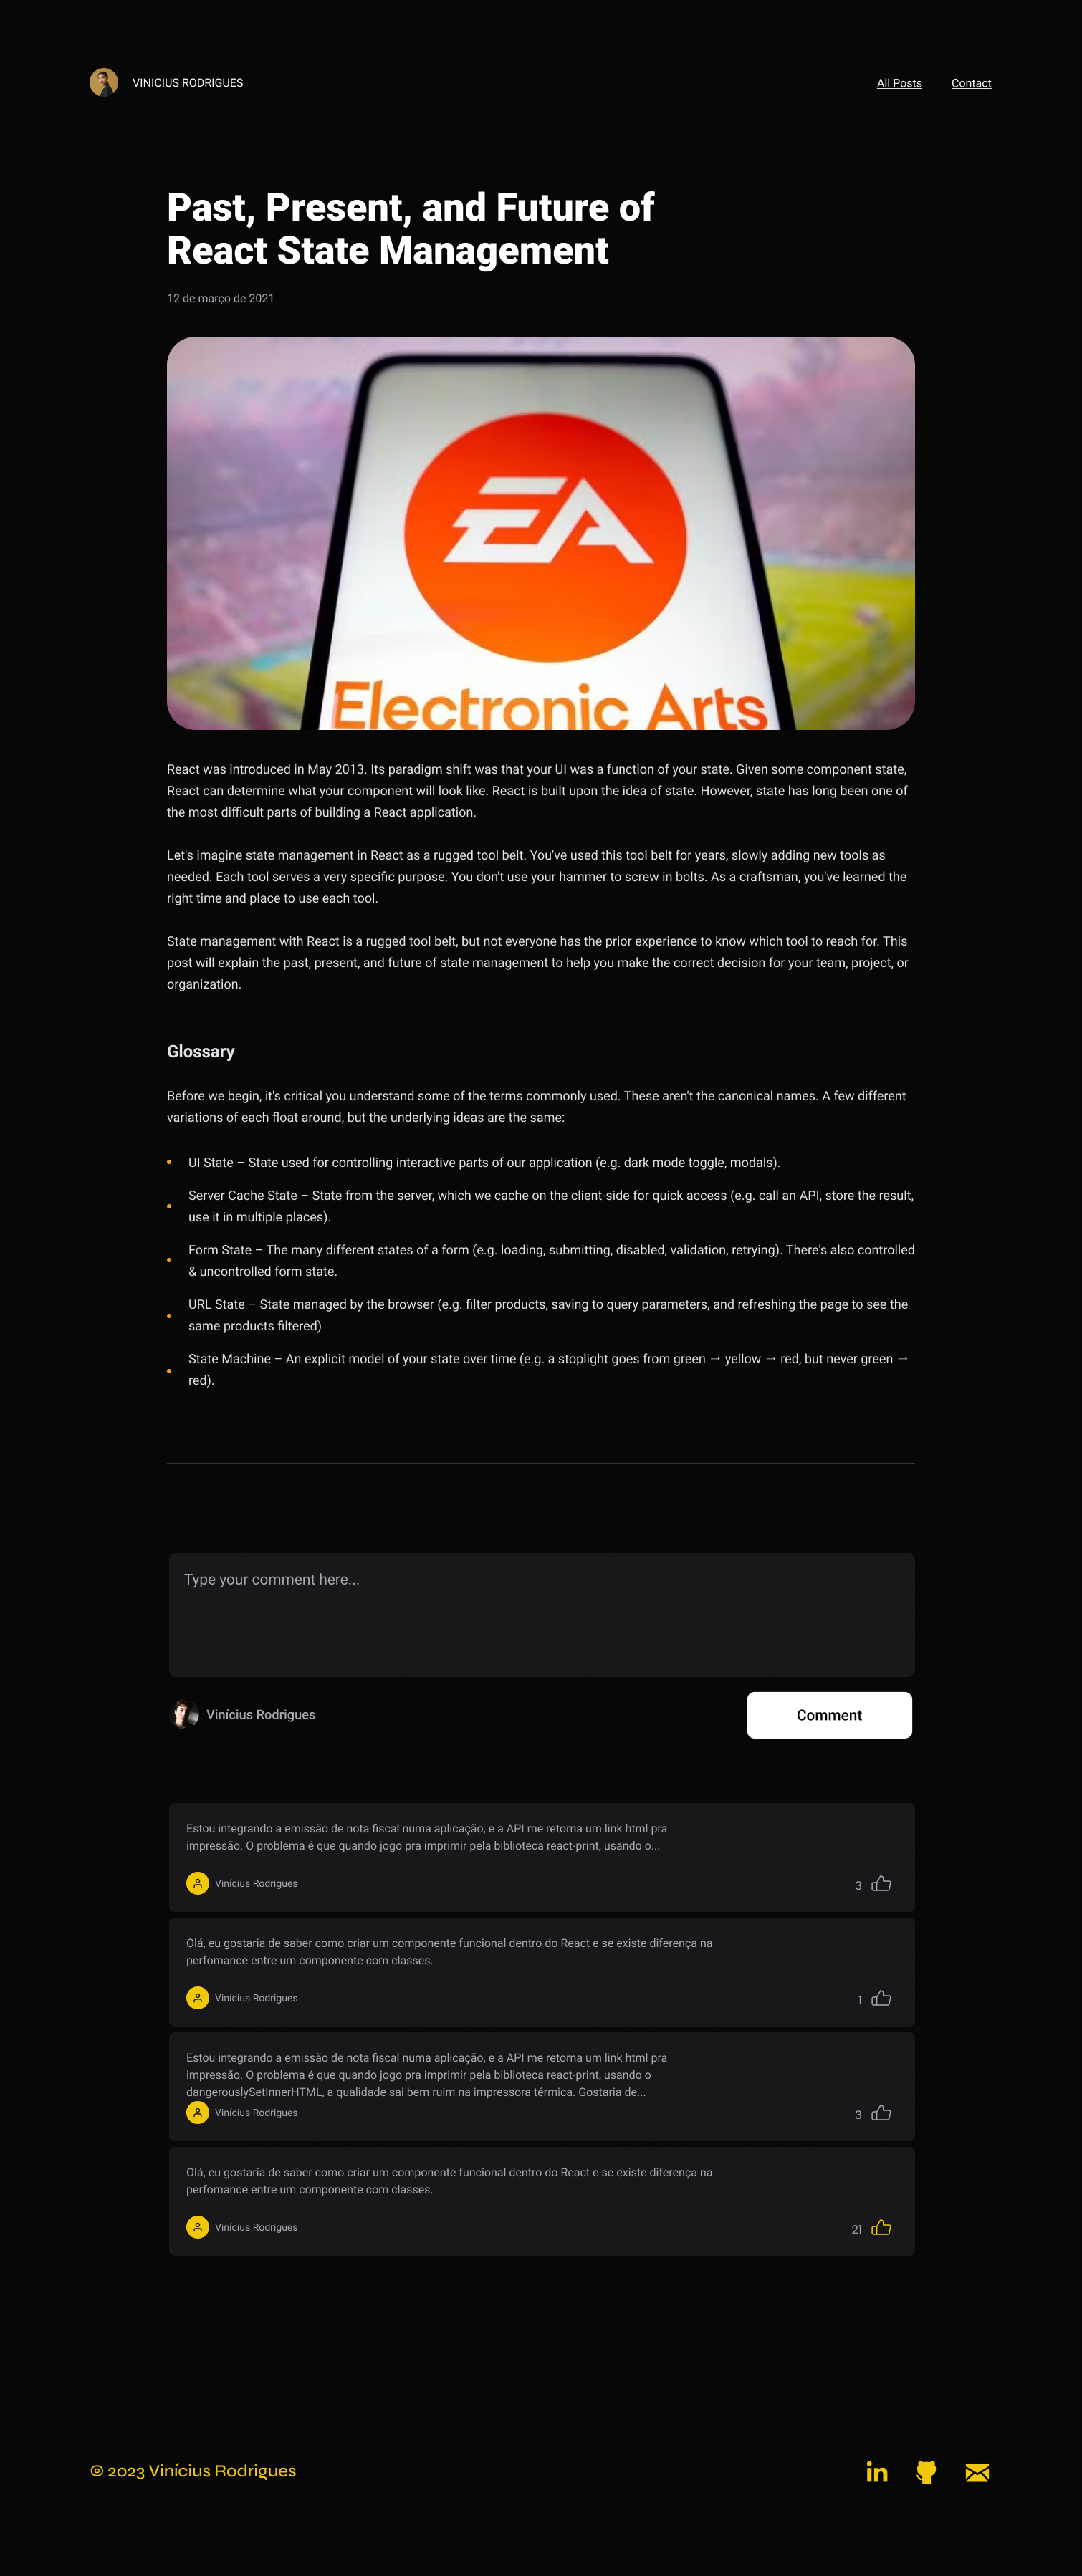 VINICIUS RODRIGUES
All Posts
Contact
Past, Present, and Future of
React State Management
12 de março de 2021
EA
Electronic Arts
React was introduced in May 2013. Its paradigm shift was that your UI was a function of your state. Given some component state,
React can determine what your component will look like. React is built upon the idea of state. However, state has long been one of
the most difficult parts of building a React application.
Let's imagine state management in React as a rugged tool belt. You've used this tool belt for years, slowly adding new tools as
needed. Each tool serves a very specific purpose. You don't use your hammer to screw in bolts. As a craftsman, you've learned the
right time and place to use each tool.
State management with React is a rugged tool belt, but not everyone has the prior experience to know which tool to reach for. This
post will explain the past, present, and future of state management to help you make the correct decision for your team, project, or
organization.
Glossary
Before we begin, it's critical you understand some of the terms commonly used. These aren't the canonical names. A few different
variations of each float around, but the underlying ideas are the same:
• UI State – State used for controlling interactive parts of our application (e.g. dark mode toggle, modals).
• Server Cache State – State from the server, which we cache on the client-side for quick access (e.g. call an API, store the result,
use it in multiple places).
• Form State – The many different states of a form (e.g. loading, submitting, disabled, validation, retrying). There's also controlled
& uncontrolled form state.
• URL State – State managed by the browser (e.g. filter products, saving to query parameters, and refreshing the page to see the
same products filtered)
• State Machine – An explicit model of your state over time (e.g. a stoplight goes from green → yellow → red, but never green →
red).
Type your comment here...
Vinícius Rodrigues
Comment
Estou integrando a emissão de nota fiscal numa aplicação, e a API me retorna um link html pra
impressão. O problema é que quando jogo pra imprimir pela biblioteca react-print, usando o...
Vinícius Rodrigues
3
Olá, eu gostaria de saber como criar um componente funcional dentro do React e se existe diferença na
perfomance entre um componente com classes.
Vinícius Rodrigues
1
Estou integrando a emissão de nota fiscal numa aplicação, e a API me retorna um link html pra
impressão. O problema é que quando jogo pra imprimir pela biblioteca react-print, usando o
dangerouslySetInnerHTML, a qualidade sai bem ruim na impressora térmica. Gostaria de...
Vinícius Rodrigues
3
Olá, eu gostaria de saber como criar um componente funcional dentro do React e se existe diferença na
perfomance entre um componente com classes.
Vinícius Rodrigues
21
© 2023 Vinícius Rodrigues
in